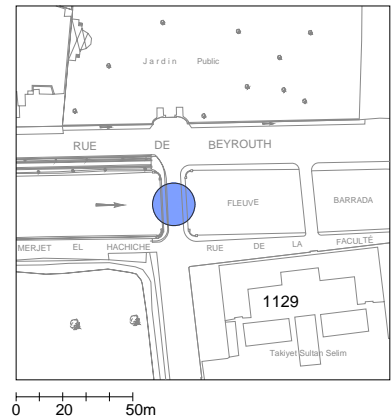 Jardin Public
RUE DE BEYROUTH
FLEUVE BARRADA
MERJET EL HACHICHE RUE DE LA FACULTÉ
1129
Takiyet Sultan Selim
0 20 50m